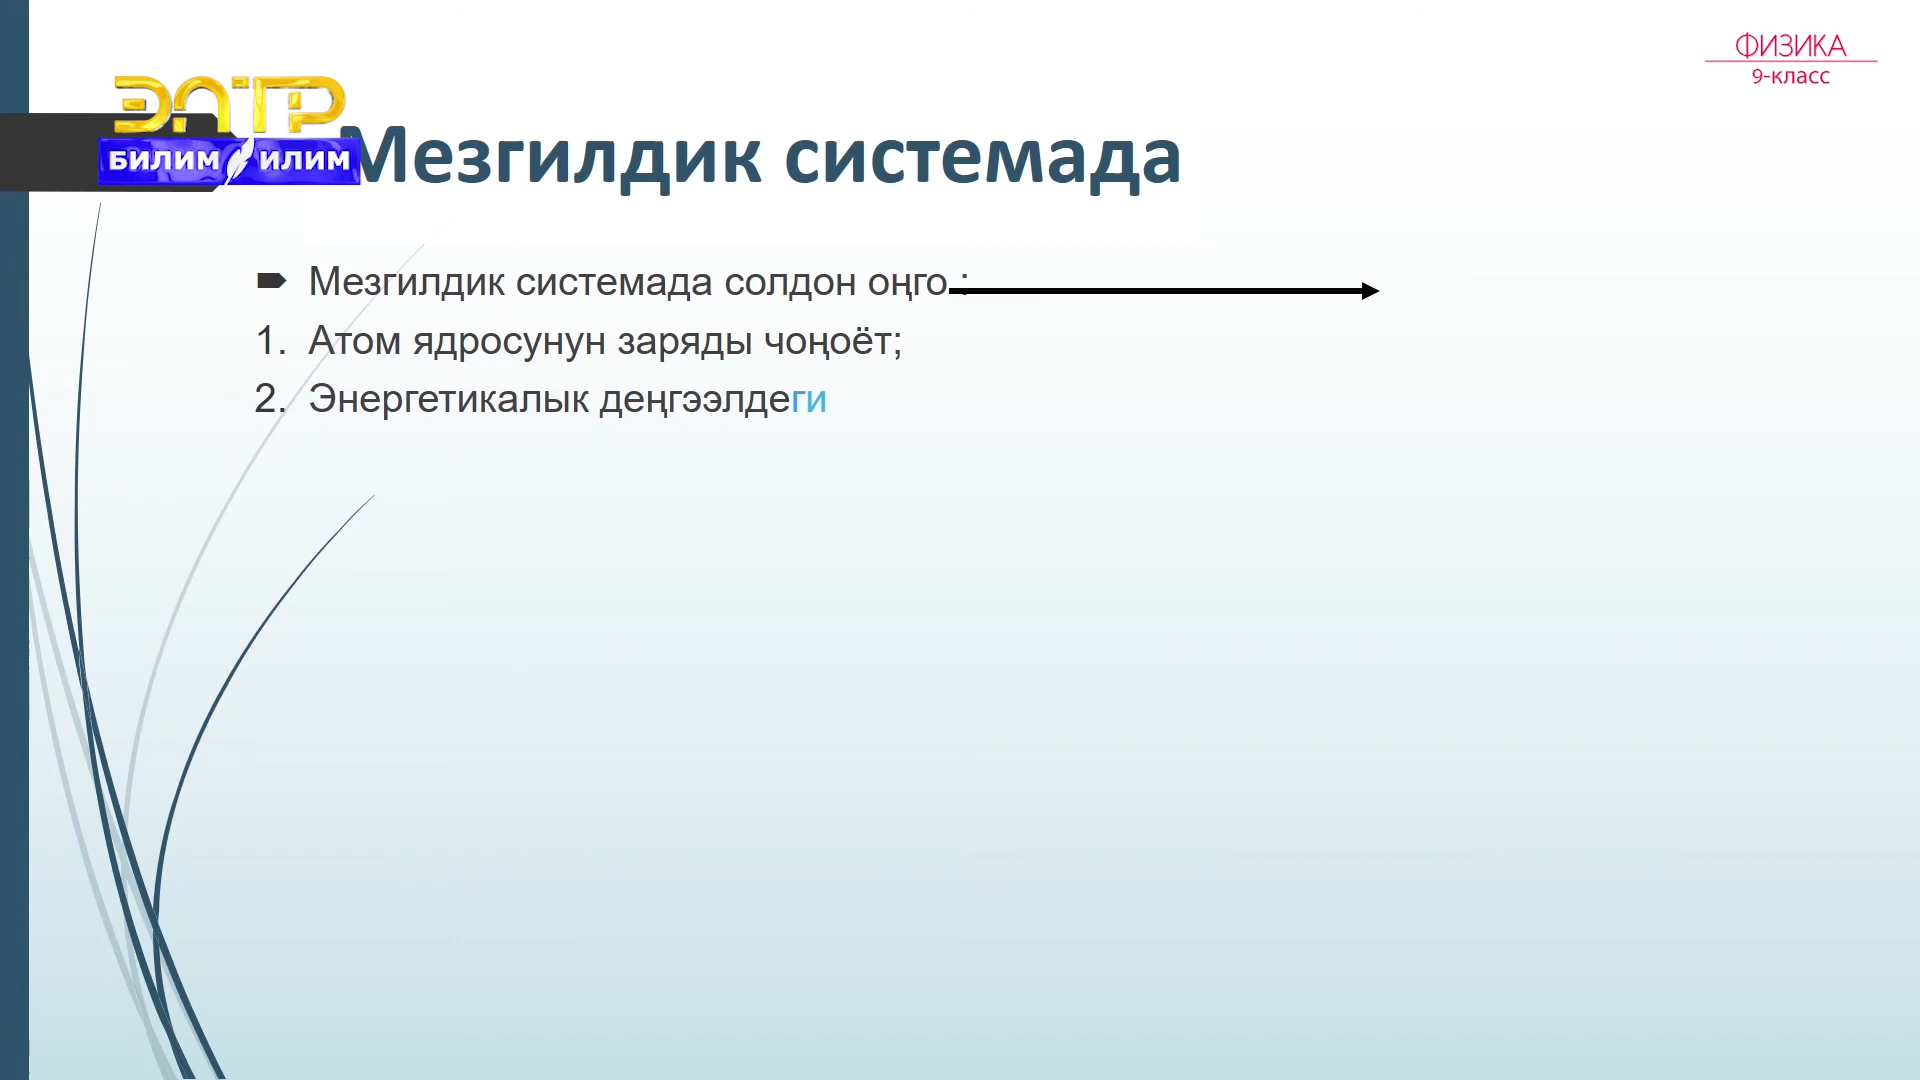 ФИЗИКА
9-класс
ЭЛТР
БИЛИМ ИЛИМ
Мезгилдик системада
Мезгилдик системада солдон оңго :
1. Атом ядросунун заряды чоңоёт;
2. Энергетикалык деңгээлдеги